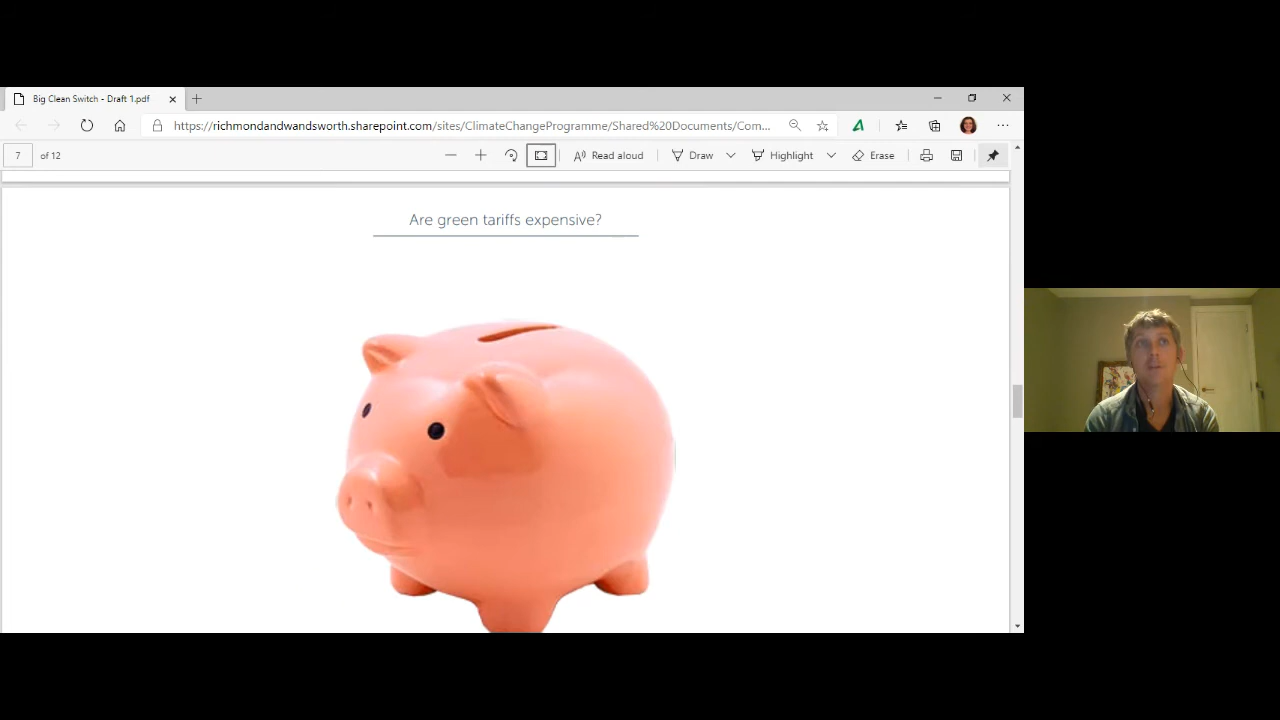 Big Clean Switch - Draft 1.pdf
https://richmondandwandsworth.sharepoint.com/sites/ClimateChangeProgramme/Shared%20Documents/Com...
7 of 12
Read aloud
Draw
Highlight
Erase
Are green tariffs expensive?